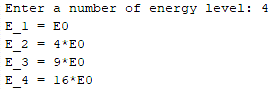 Enter a number of energy level: 4
E_1 = E0
E_2 = 4*E0
E_3 = 9*E0
E_4 = 16*E0